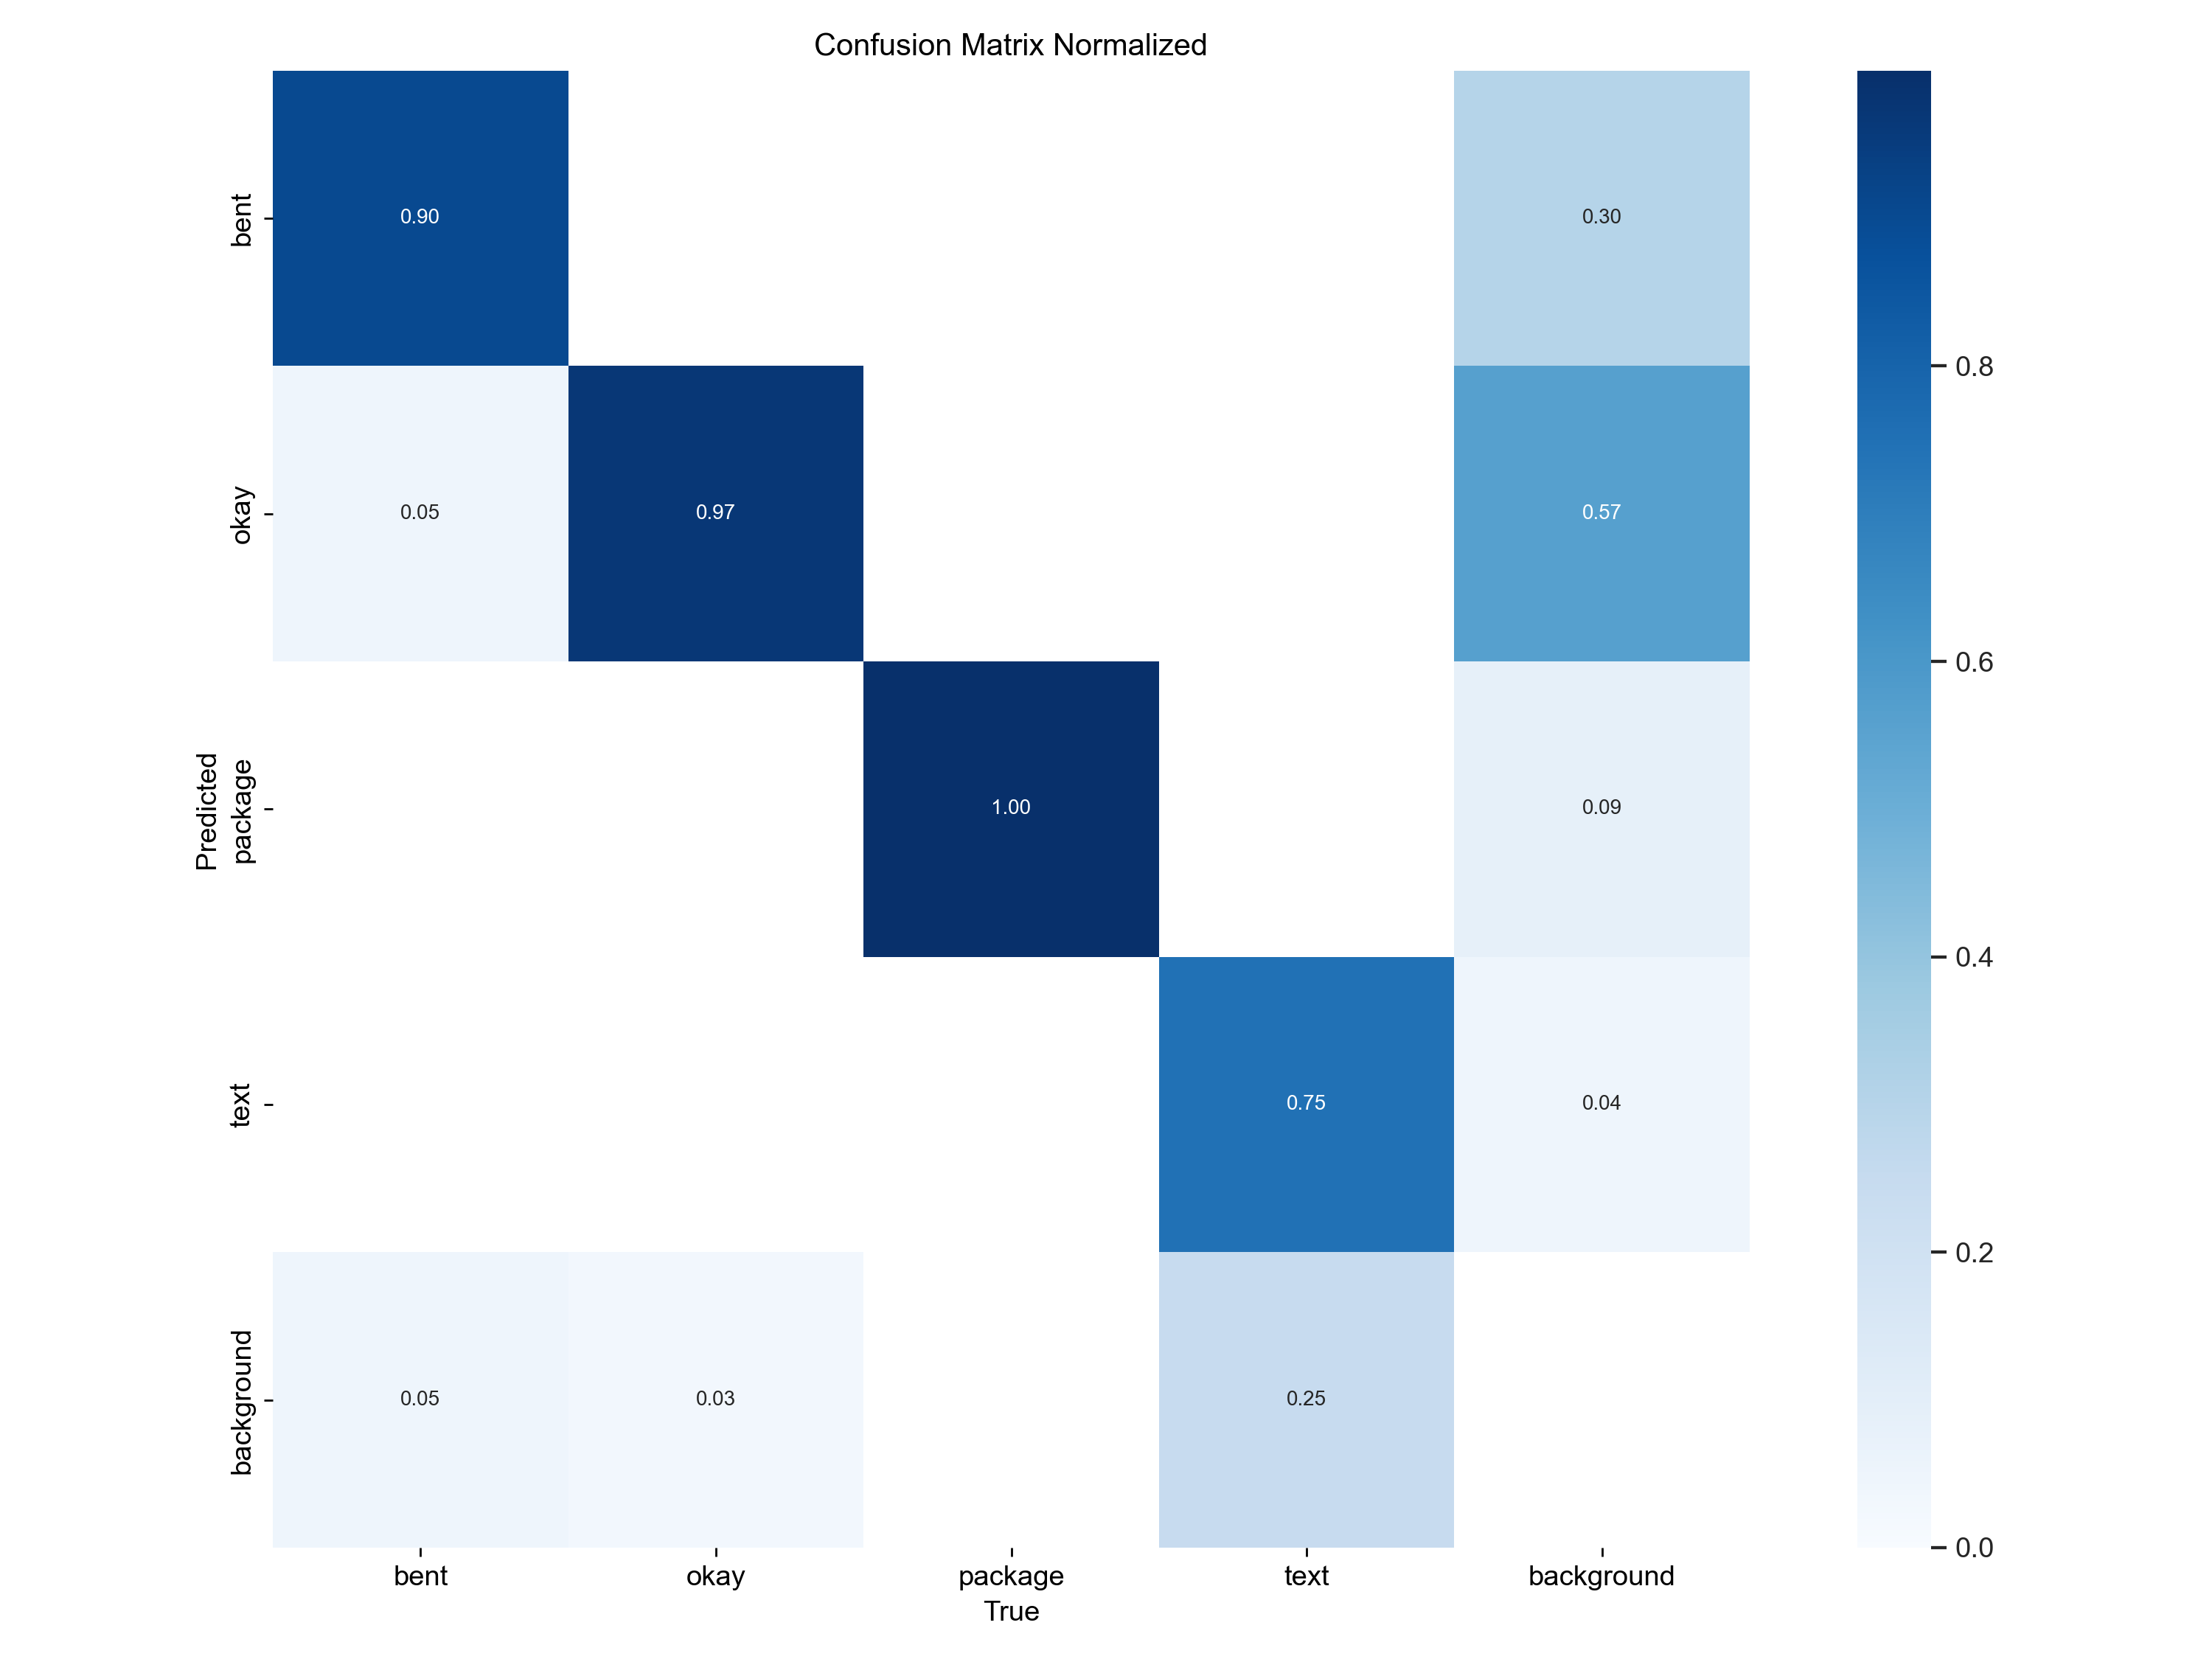 Confusion Matrix Normalized
bent
0.90
0.30
0.8
okay
0.05
0.97
0.57
0.6
Predicted
package
1.00
0.09
0.4
text
0.75
0.04
0.2
background
0.05
0.03
0.25
0.0
bent
okay
package
text
background
True